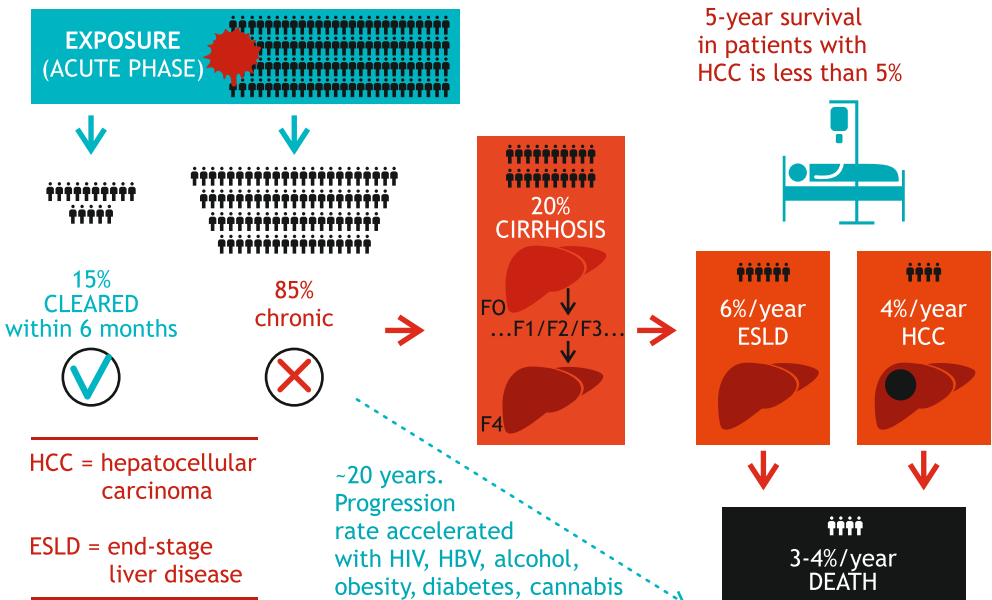 EXPOSURE
(ACUTE PHASE)
5-year survival
in patients with
HCC is less than 5%
15%
CLEARED
within 6 months
85%
chronic
20%
CIRRHOSIS
FO
...F1/F2/F3...
F4
6%/year
ESLD
4%/year
HCC
HCC = hepatocellular
carcinoma
ESLD = end-stage
liver disease
~20 years.
Progression
rate accelerated
with HIV, HBV, alcohol,
obesity, diabetes, cannabis
3-4%/year
DEATH